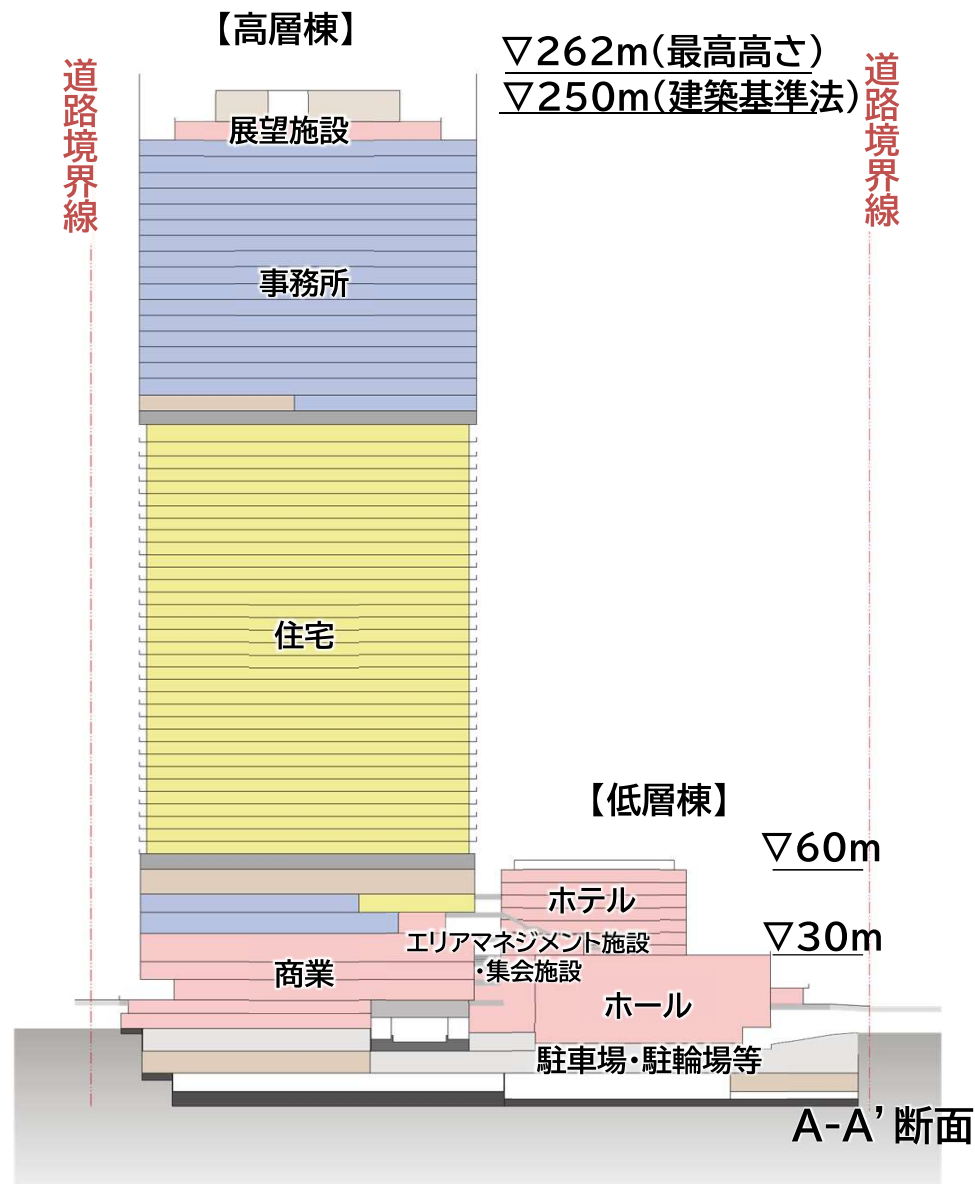 【高層棟】
▽262m(最高高さ)
▽250m(建築基準法)
道路境界線
道路境界線
展望施設
事務所
住宅
【低層棟】
▽60m
ホテル
▽30m
エリアマネジメント施設
・集会施設
商業
ホール
駐車場・駐輪場等
A-A’断面